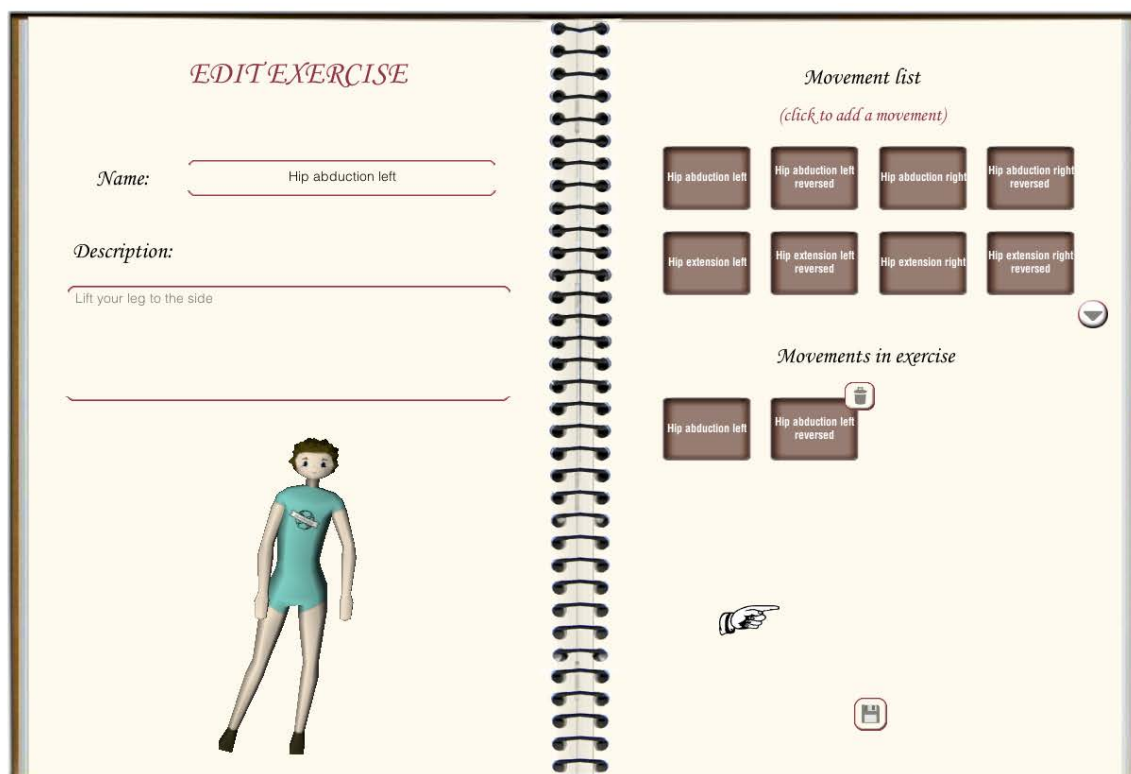 EDIT EXERCISE
Name:
Hip abduction left
Description:
Lift your leg to the side
Movement list
(click to add a movement)
Hip abduction left
Hip abduction left
reversed
Hip abduction right
Hip abduction right
reversed
Hip extension left
Hip extension left
reversed
Hip extension right
Hip extension right
reversed
Movements in exercise
Hip abduction left
Hip abduction left
reversed